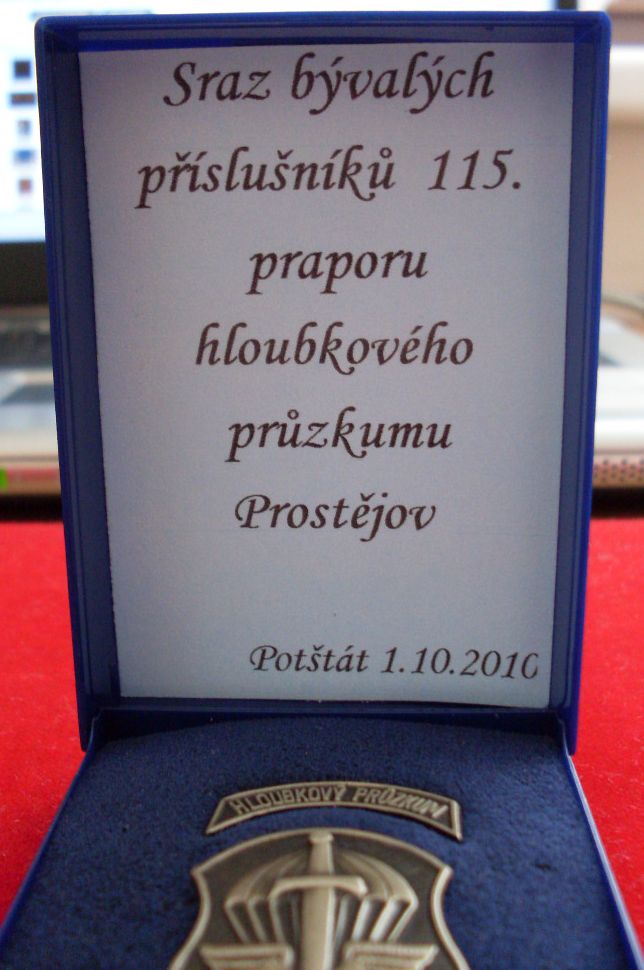 Sraz bývalých
příslušníků 115.
praporu
hloubkového
průzkumu
Prostějov
Potštát 1.10.2010
HLOUBKOVÝ PRŮZKUM